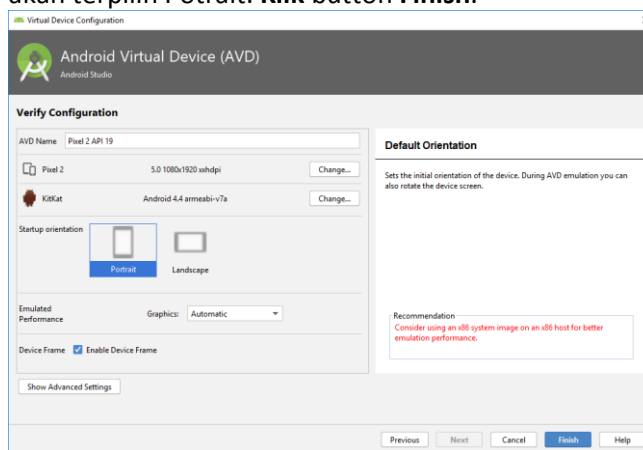 akan terpilih Potrait. Klik button Finish.
Virtual Device Configuration
Android Virtual Device (AVD)
Android Studio
Verify Configuration
AVD Name Pixel 2 API 19
Pixel 2 5.0 1080x1920 xxhdpi Change...
KitKat Android 4.4 armeabi-v7a Change...
Startup orientation
Portrait Landscape
Emulated
Performance
Graphics: Automatic
Device Frame Enable Device Frame
Show Advanced Settings
Default Orientation
Sets the initial orientation of the device. During AVD emulation you can
also rotate the device screen.
Recommendation
Consider using an x86 system image on an x86 host for better
emulation performance.
Previous Next Cancel Finish Help